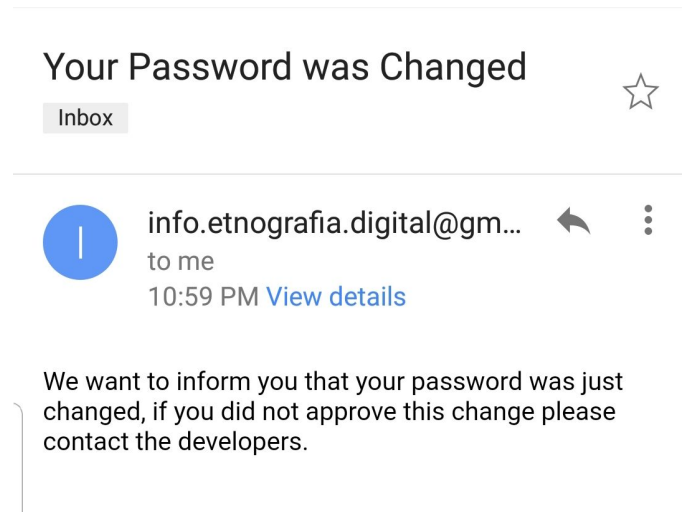 Your Password was Changed
Inbox
I
info.etnografia.digital@gm...
to me
10:59 PM View details
We want to inform you that your password was just
changed, if you did not approve this change please
contact the developers.